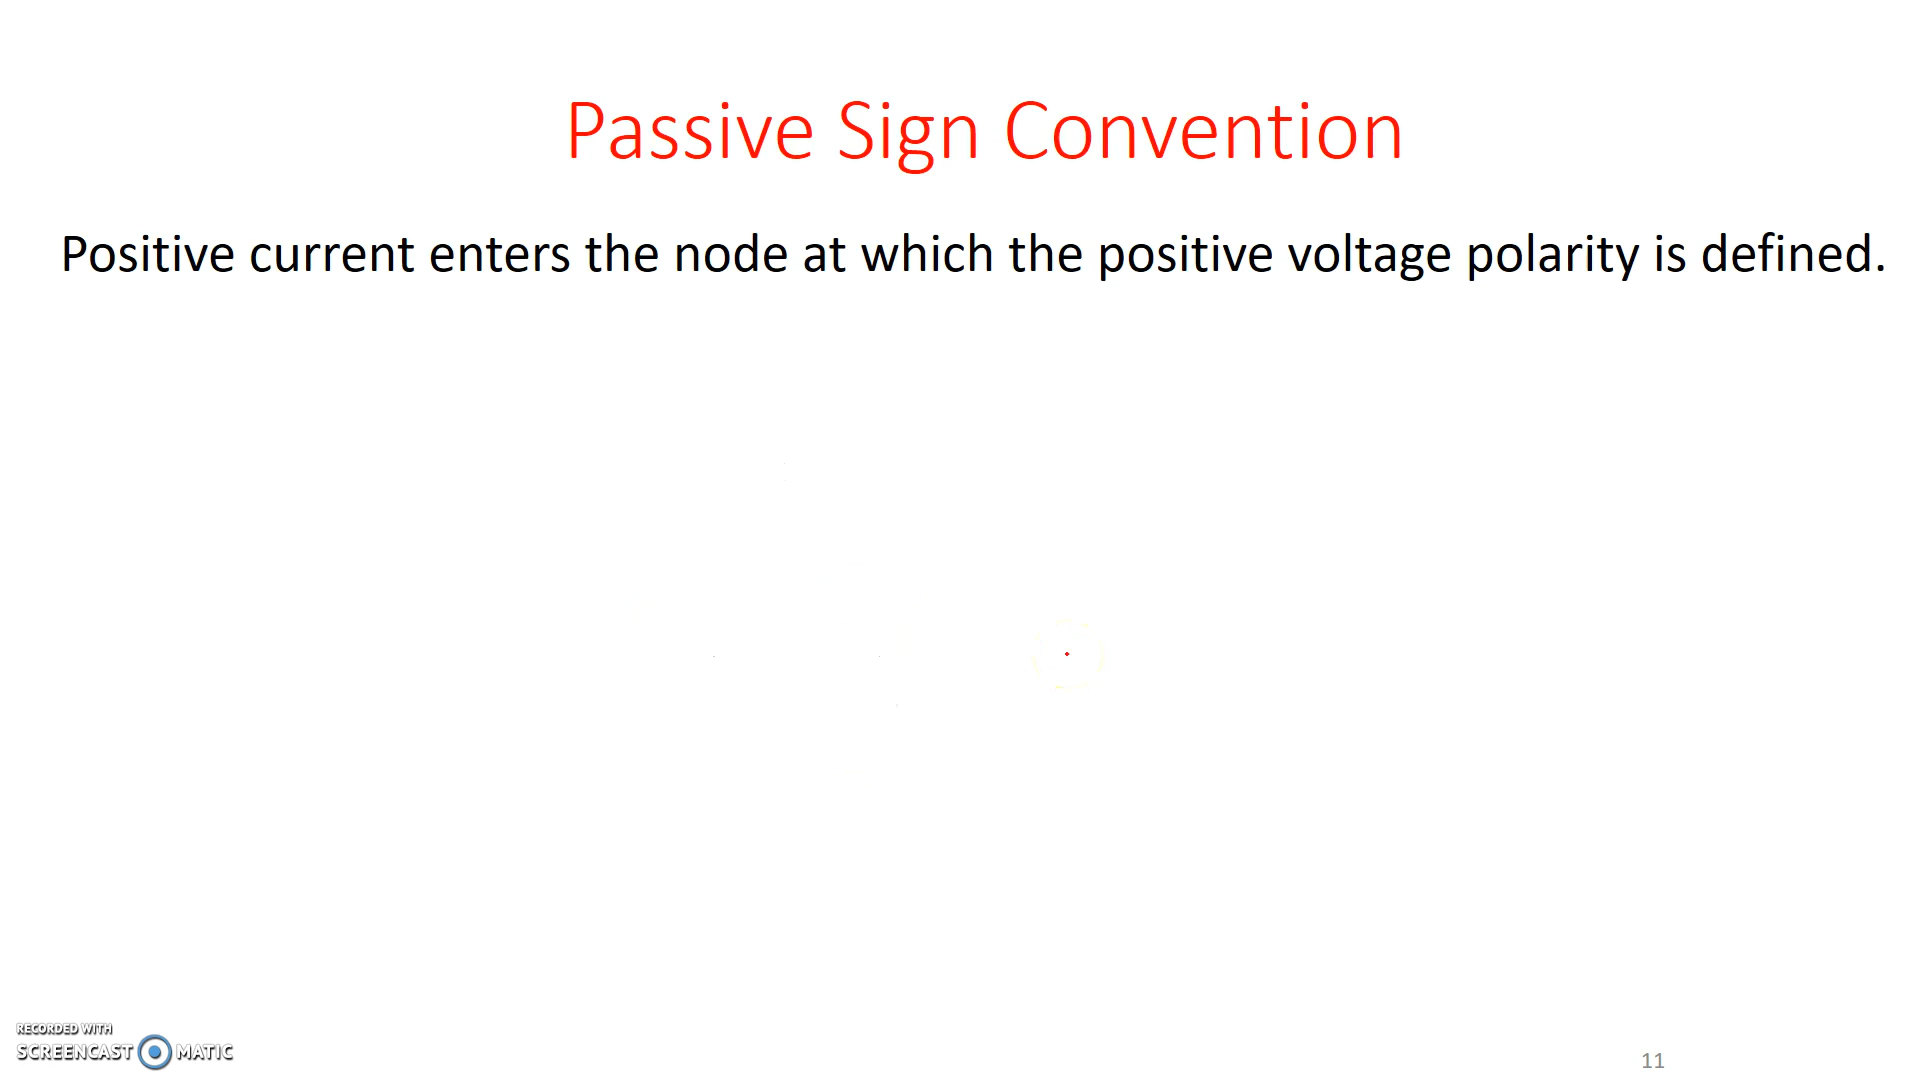 Passive Sign Convention
Positive current enters the node at which the positive voltage polarity is defined.
RECORDED WITH
SCREENCAST MATIC
11